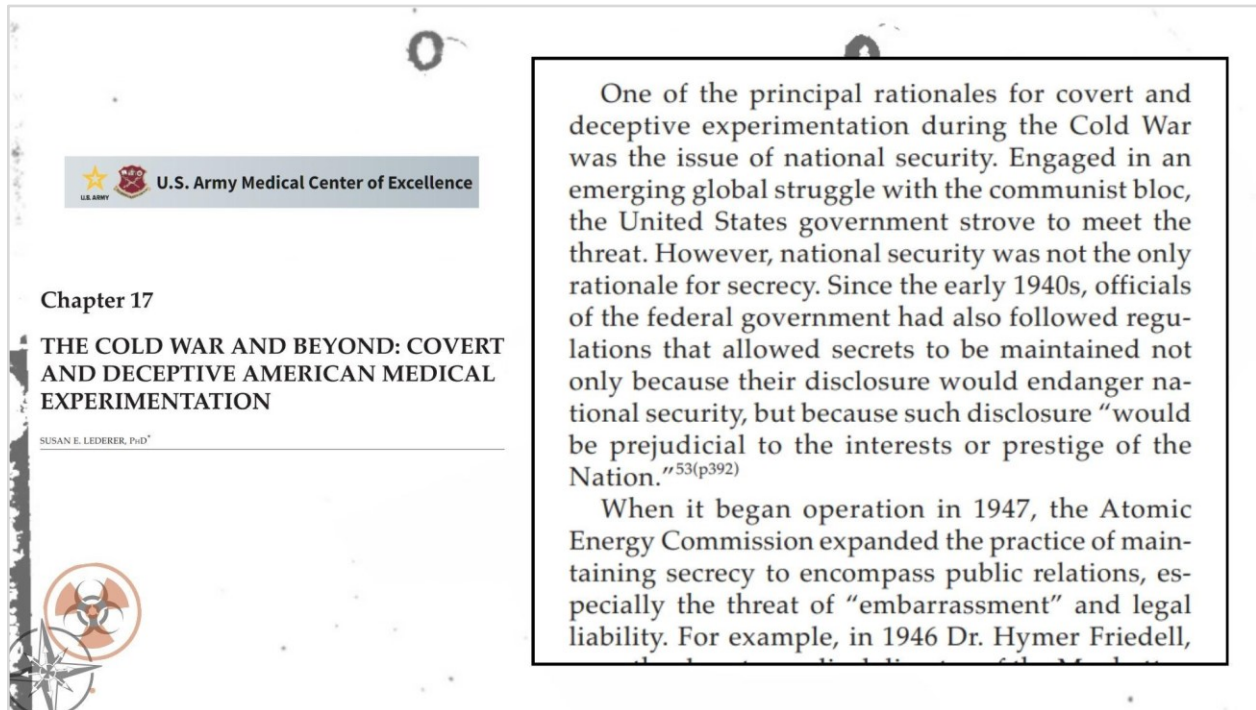 U.S. ARMY
U.S. Army Medical Center of Excellence
Chapter 17
THE COLD WAR AND BEYOND: COVERT
AND DECEPTIVE AMERICAN MEDICAL
EXPERIMENTATION
SUSAN E. LEDERER, PHD*
One of the principal rationales for covert and
deceptive experimentation during the Cold War
was the issue of national security. Engaged in an
emerging global struggle with the communist bloc,
the United States government strove to meet the
threat. However, national security was not the only
rationale for secrecy. Since the early 1940s, officials
of the federal government had also followed regu-
lations that allowed secrets to be maintained not
only because their disclosure would endanger na-
tional security, but because such disclosure “would
be prejudicial to the interests or prestige of the
Nation.”53(p392)
When it began operation in 1947, the Atomic
Energy Commission expanded the practice of main-
taining secrecy to encompass public relations, es-
pecially the threat of “embarrassment” and legal
liability. For example, in 1946 Dr. Hymer Friedell,